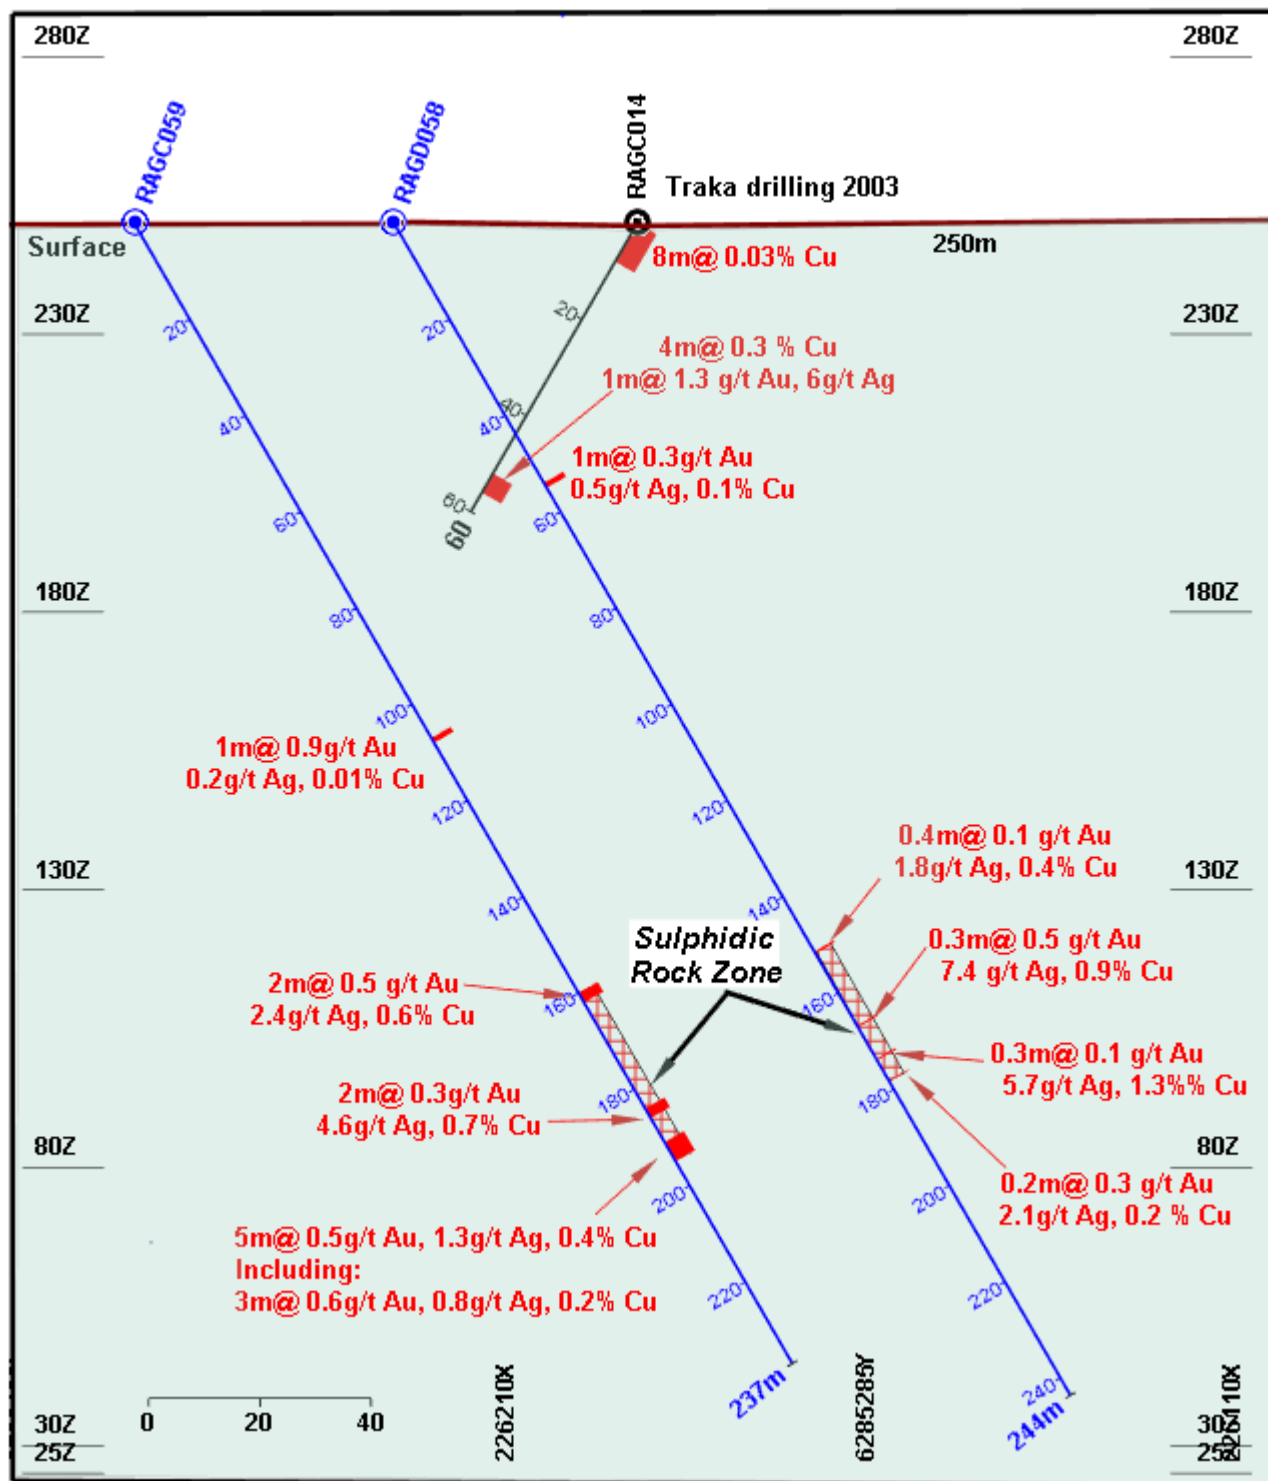 280Z
280Z
RAGC059
RAGD058
RAGC014
Traka drilling 2003
Surface
250m
8m@ 0.03% Cu
20
20
20
230Z
230Z
4m@ 0.3 % Cu
1m@ 1.3 g/t Au, 6g/t Ag
40
40
40
1m@ 0.3g/t Au
0.5g/t Ag, 0.1% Cu
60
60
60
60
180Z
180Z
80
80
100
100
1m@ 0.9g/t Au
0.2g/t Ag, 0.01% Cu
120
120
0.4m@ 0.1 g/t Au
1.8g/t Ag, 0.4% Cu
130Z
130Z
140
140
Sulphidic
Rock Zone
0.3m@ 0.5 g/t Au
7.4 g/t Ag, 0.9% Cu
2m@ 0.5 g/t Au
2.4g/t Ag, 0.6% Cu
160
160
0.3m@ 0.1 g/t Au
5.7g/t Ag, 1.3%% Cu
2m@ 0.3g/t Au
4.6g/t Ag, 0.7% Cu
180
180
80Z
80Z
200
200
0.2m@ 0.3 g/t Au
2.1g/t Ag, 0.2 % Cu
5m@ 0.5g/t Au, 1.3g/t Ag, 0.4% Cu
Including:
3m@ 0.6g/t Au, 0.8g/t Ag, 0.2% Cu
220
220
237m
240
244m
226210X
6285285Y
0 20 40
30Z
30Z
25Z
25Z